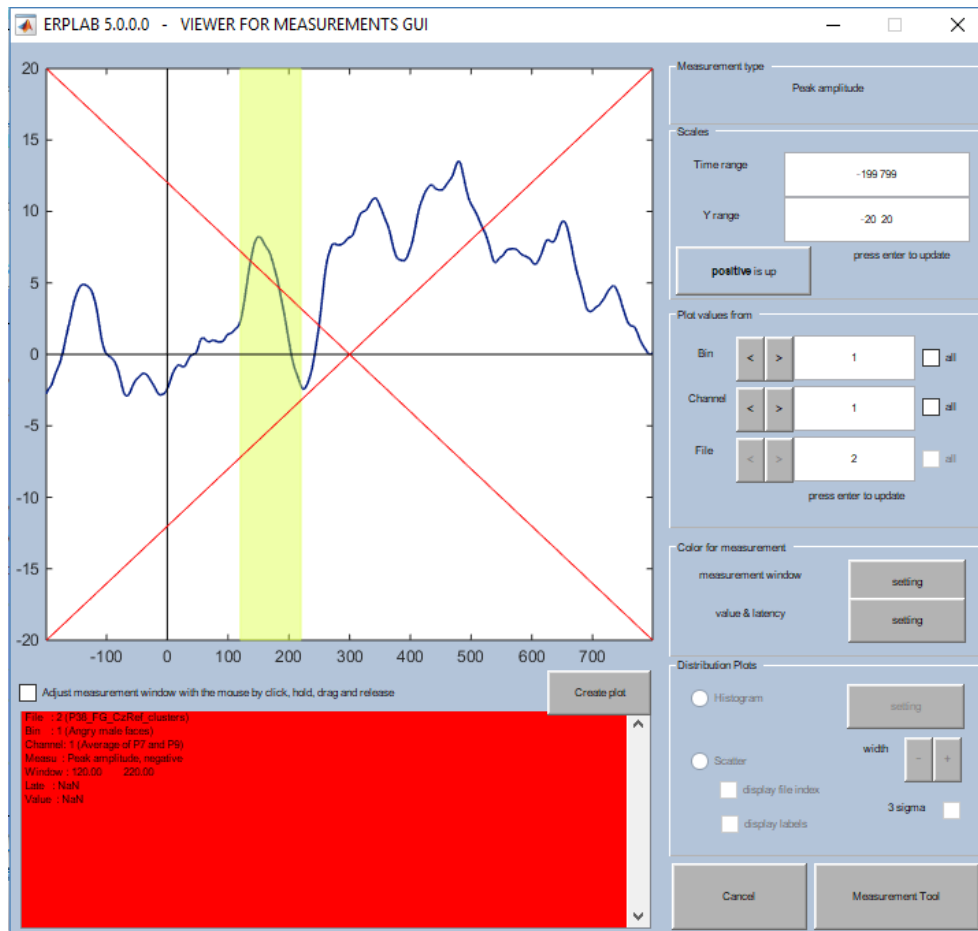 ERPLAB 5.0.0.0 - VIEWER FOR MEASUREMENTS GUI
20
15
10
5
0
-5
-10
-15
-20
-100 0 100 200 300 400 500 600 700
Adjust measurement window with the mouse by click, hold, drag and release
Create plot
File : 2 (P36_FG_CzRef_clusters)
Bin : 1 (Angry male faces)
Channel: 1 (Average of P7 and P9)
Measu : Peak amplitude, negative
Window : 120.00 220.00
Late : NaN
Value : NaN
Measurement type
Peak amplitude
Scales
Time range
-199 799
Y range
-20 20
positive is up
press enter to update
Plot values from
Bin < > 1 all
Channel < > 1 all
File < > 2 all
press enter to update
Color for measurement
measurement window
setting
value & latency
setting
Distribution Plots
Histogram
setting
width
- +
Scatter
display file index
3 sigma
display labels
Cancel
Measurement Tool